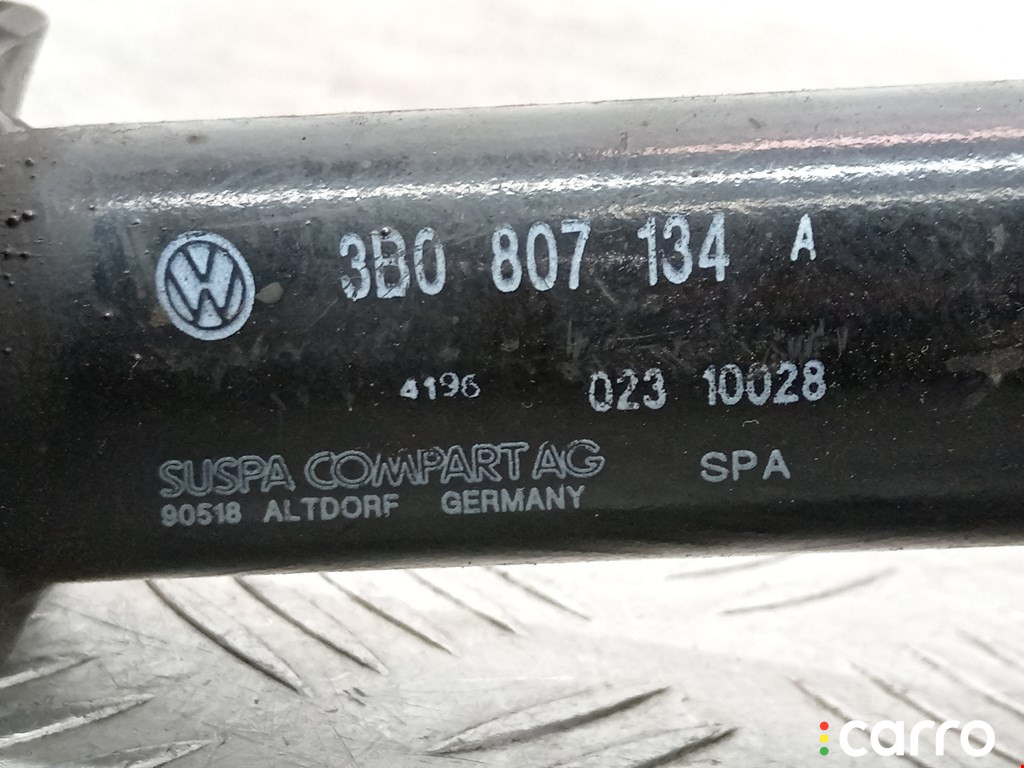 3B0 807 134 A
4196 023 10028
SUSPA COMPART AG SPA
90518 ALTDORF GERMANY
carro